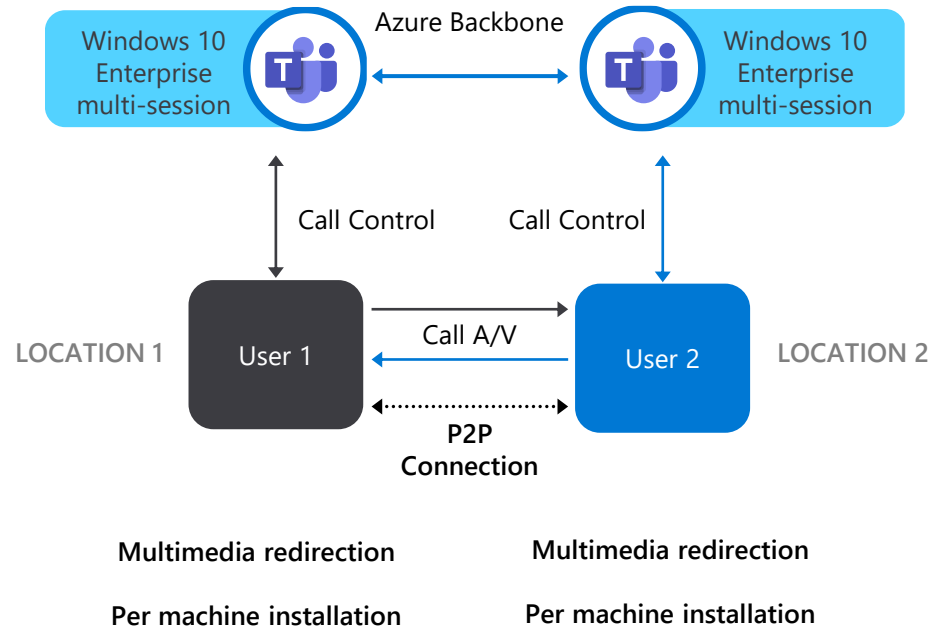 Azure Backbone
Windows 10
Enterprise
multi-session
T
T
Windows 10
Enterprise
multi-session
Call Control
Call Control
LOCATION 1
User 1
Call A/V
User 2
LOCATION 2
P2P
Connection
Multimedia redirection
Multimedia redirection
Per machine installation
Per machine installation